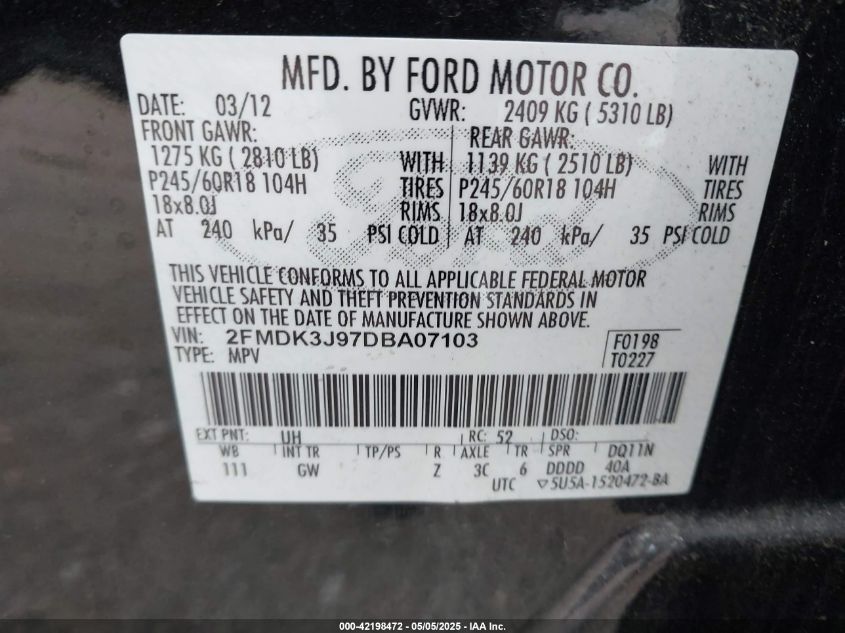 MFD. BY FORD MOTOR CO.
DATE: 03/12 GVWR: 2409 KG ( 5310 LB)
FRONT GAWR: REAR GAWR:
1275 KG ( 2810 LB) WITH 1139 KG ( 2510 LB) WITH
P245/60R18 104H TIRES P245/60R18 104H TIRES
18x8.0J RIMS 18x8.0J RIMS
AT 240 kPa/ 35 PSI COLD AT 240 kPa/ 35 PSI COLD
THIS VEHICLE CONFORMS TO ALL APPLICABLE FEDERAL MOTOR
VEHICLE SAFETY AND THEFT PREVENTION STANDARDS IN
EFFECT ON THE DATE OF MANUFACTURE SHOWN ABOVE.
VIN: 2FMDK3J97DBA07103 F0198
TYPE: MPV T0227
EXT PNT: UH RC: 52 DSO:
WB INT TR TP/PS R AXLE TR SPR DQ11N
111 GW Z 3C 6 DDDD 40A
UTC ▽5U5A-1520472-BA
Ford
000-42198472 - 05/05/2025 - IAA Inc.